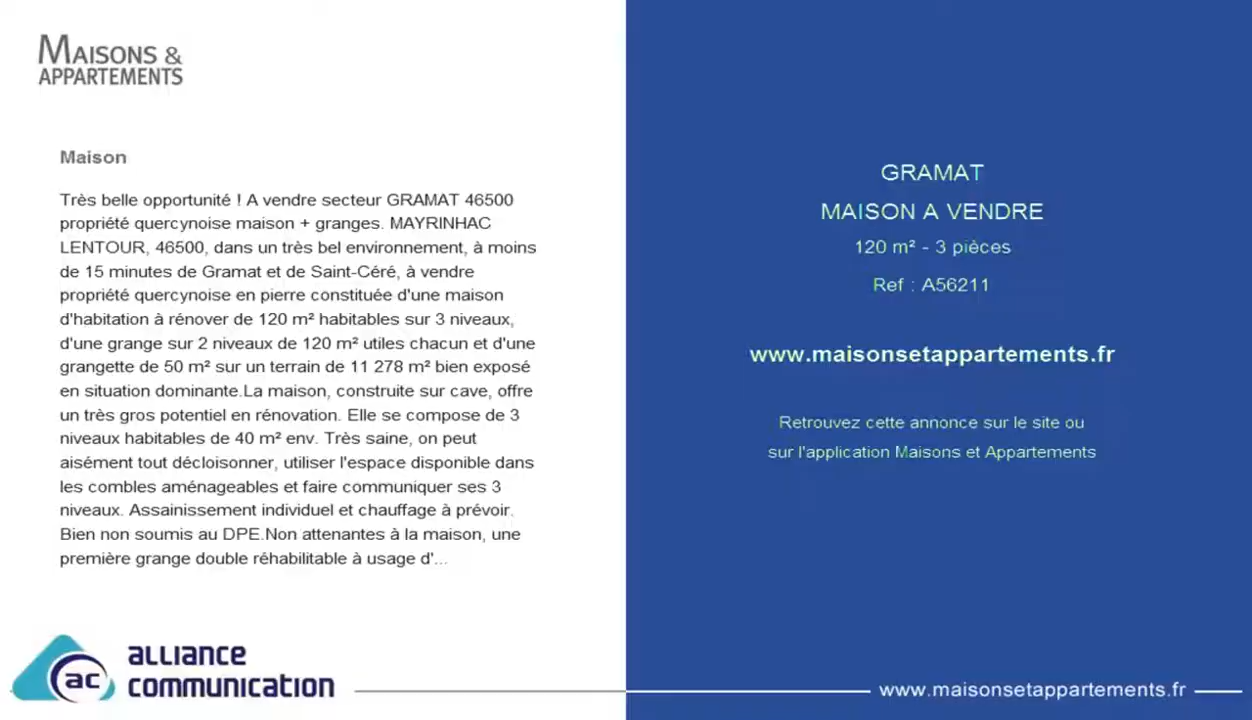 MAISONS &
APPARTEMENTS
Maison
Très belle opportunité ! A vendre secteur GRAMAT 46500
propriété quercynoise maison + granges. MAYRINHAC
LENTOUR, 46500, dans un très bel environnement, à moins
de 15 minutes de Gramat et de Saint-Céré, à vendre
propriété quercynoise en pierre constituée d'une maison
d'habitation à rénover de 120 m² habitables sur 3 niveaux,
d'une grange sur 2 niveaux de 120 m² utiles chacun et d'une
grangette de 50 m² sur un terrain de 11 278 m² bien exposé
en situation dominante.La maison, construite sur cave, offre
un très gros potentiel en rénovation. Elle se compose de 3
niveaux habitables de 40 m² env. Très saine, on peut
aisément tout décloisonner, utiliser l'espace disponible dans
les combles aménageables et faire communiquer ses 3
niveaux. Assainissement individuel et chauffage à prévoir.
Bien non soumis au DPE.Non attenantes à la maison, une
première grange double réhabilitable à usage d'...
GRAMAT
MAISON A VENDRE
120 m² - 3 pièces
Ref : A56211
www.maisonsetappartements.fr
Retrouvez cette annonce sur le site ou
sur l'application Maisons et Appartements
ac alliance
communication
www.maisonsetappartements.fr